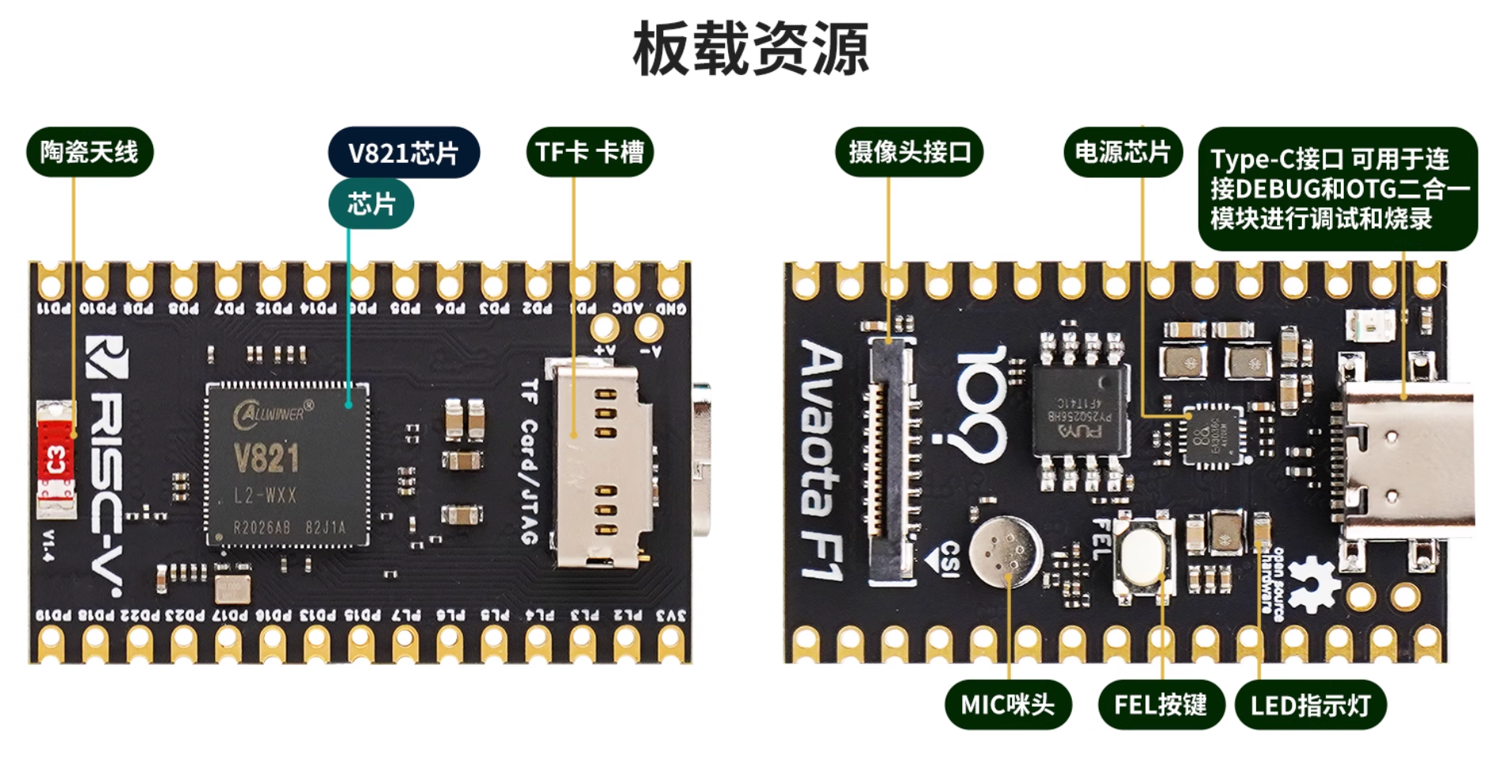 板载资源
陶瓷天线
V821芯片
芯片
TF卡 卡槽
摄像头接口
电源芯片
Type-C接口 可用于连
接DEBUG和OTG二合一
模块进行调试和烧录
PD11 PD10 PD9 PD8 PD7 PD12 PD14 PD6 PD5 PD4 PD3 PD2 PD1 ADC GND
A+ A-
RISC-V
C3
V1.4
ALLWINNER®
V821
L2-WXX
R2026AB 82J1A
TF Card/JTAG
PD19 PD18 PD22 PD23 PD17 PD16 PD13 PD15 PL7 PL6 PL5 PL4 PL3 PL2 3V3
Avaota F1
100
CSI
PUYA
PY25Q256HB
4F1741C
FEL
open source
hardware
MIC咪头
FEL按键
LED指示灯